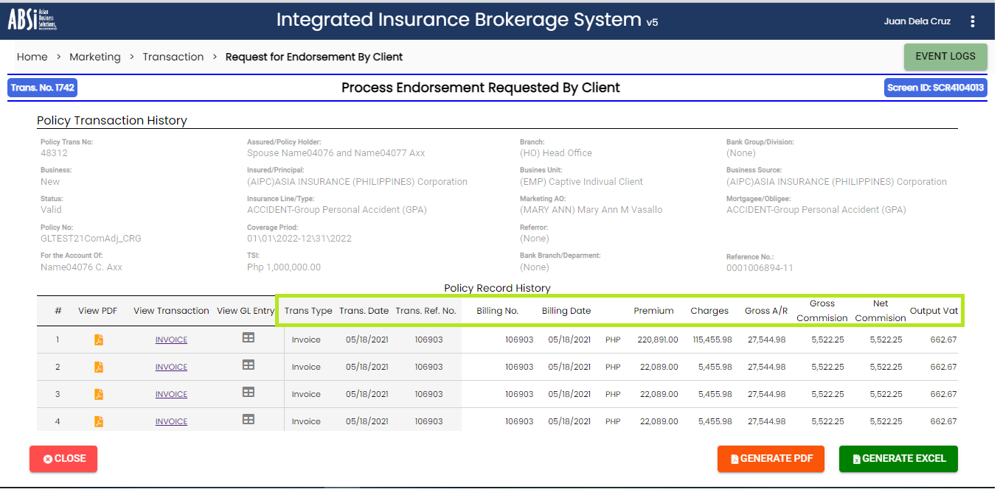 ABSi Asian Business Solutions, INCORPORATED
Integrated Insurance Brokerage System v5
Juan Dela Cruz
Home > Marketing > Transaction > Request for Endorsement By Client
EVENT LOGS
Trans. No. 1742
Process Endorsement Requested By Client
Screen ID: SCR4104013
Policy Transaction History
Policy Trans No: Assured/Policy Holder: Branch: Bank Group/Division:
48312 Spouse Name04076 and Name04077 Axx (HO) Head Office (None)
Business: Insured/Principal: Busines Unit: Business Source:
New (AIPC)ASIA INSURANCE (PHILIPPINES) Corporation (EMP) Captive Indivual Client (AIPC)ASIA INSURANCE (PHILIPPINES) Corporation
Status: Insurance Line/Type: Marketing AO: Mortgagee/Obligee:
Valid ACCIDENT-Group Personal Accident (GPA) (MARY ANN) Mary Ann M Vasallo ACCIDENT-Group Personal Accident (GPA)
Policy No: Coverage Priod: Referror:
GLTEST21ComAdj_CRG 01\01\2022-12\31\2022 (None)
For the Account Of: TSI: Bank Branch/Deparment: Reference No.:
Name04076 C. Axx Php 1,000,000.00 (None) 0001006894-11
Policy Record History
# View PDF View Transaction View GL Entry Trans Type Trans. Date Trans. Ref. No. Billing No. Billing Date Premium Charges Gross A/R Gross Commision Net Commision Output Vat
1 INVOICE Invoice 05/18/2021 106903 106903 05/18/2021 PHP 220,891.00 115,455.98 27,544.98 5,522.25 5,522.25 662.67
2 INVOICE Invoice 05/18/2021 106903 106903 05/18/2021 PHP 22,089.00 5,455.98 27,544.98 5,522.25 5,522.25 662.67
3 INVOICE Invoice 05/18/2021 106903 106903 05/18/2021 PHP 22,089.00 5,455.98 27,544.98 5,522.25 5,522.25 662.67
4 INVOICE Invoice 05/18/2021 106903 106903 05/18/2021 PHP 22,089.00 5,455.98 27,544.98 5,522.25 5,522.25 662.67
CLOSE
GENERATE PDF
GENERATE EXCEL